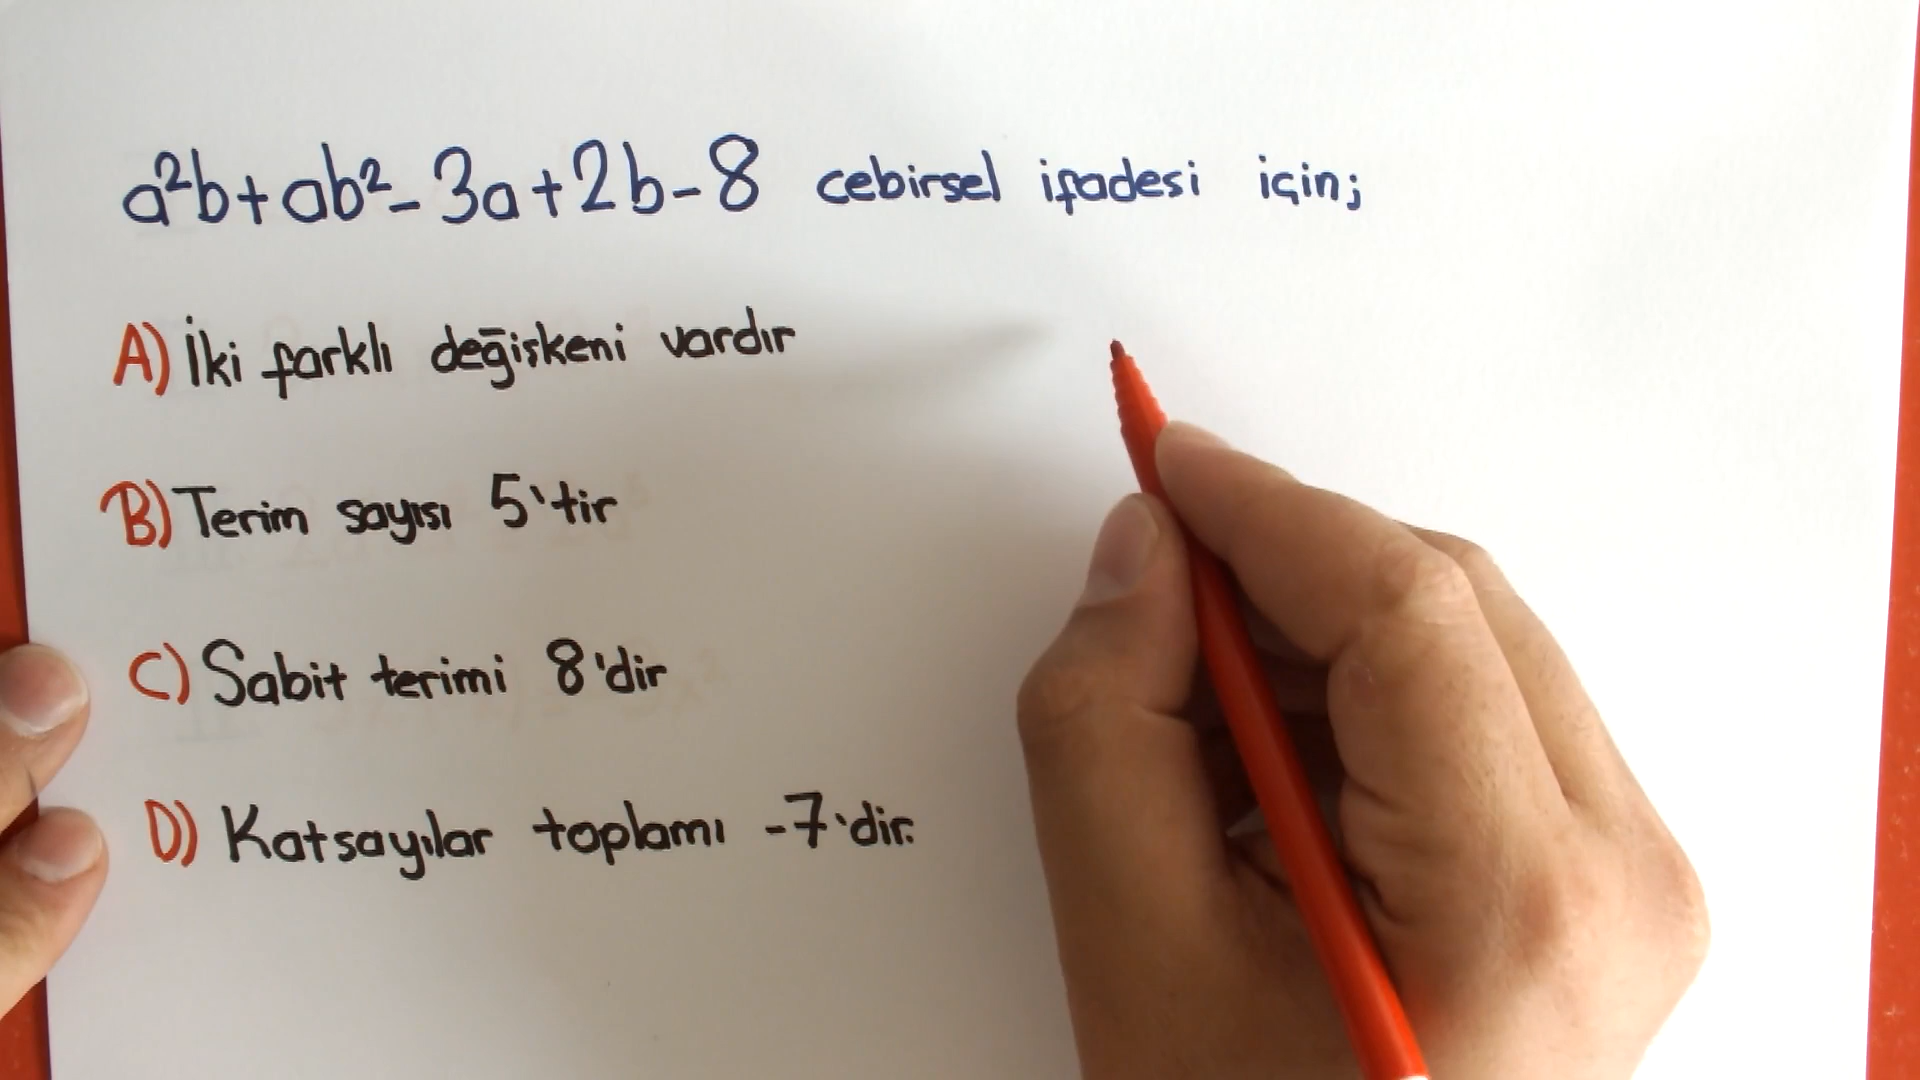 a²b+ab²-3a+2b-8 cebirsel ifadesi için;
A) İki farklı değişkeni vardır
B) Terim sayısı 5'tir
C) Sabit terimi 8'dir
D) Katsayılar toplamı -7'dir.